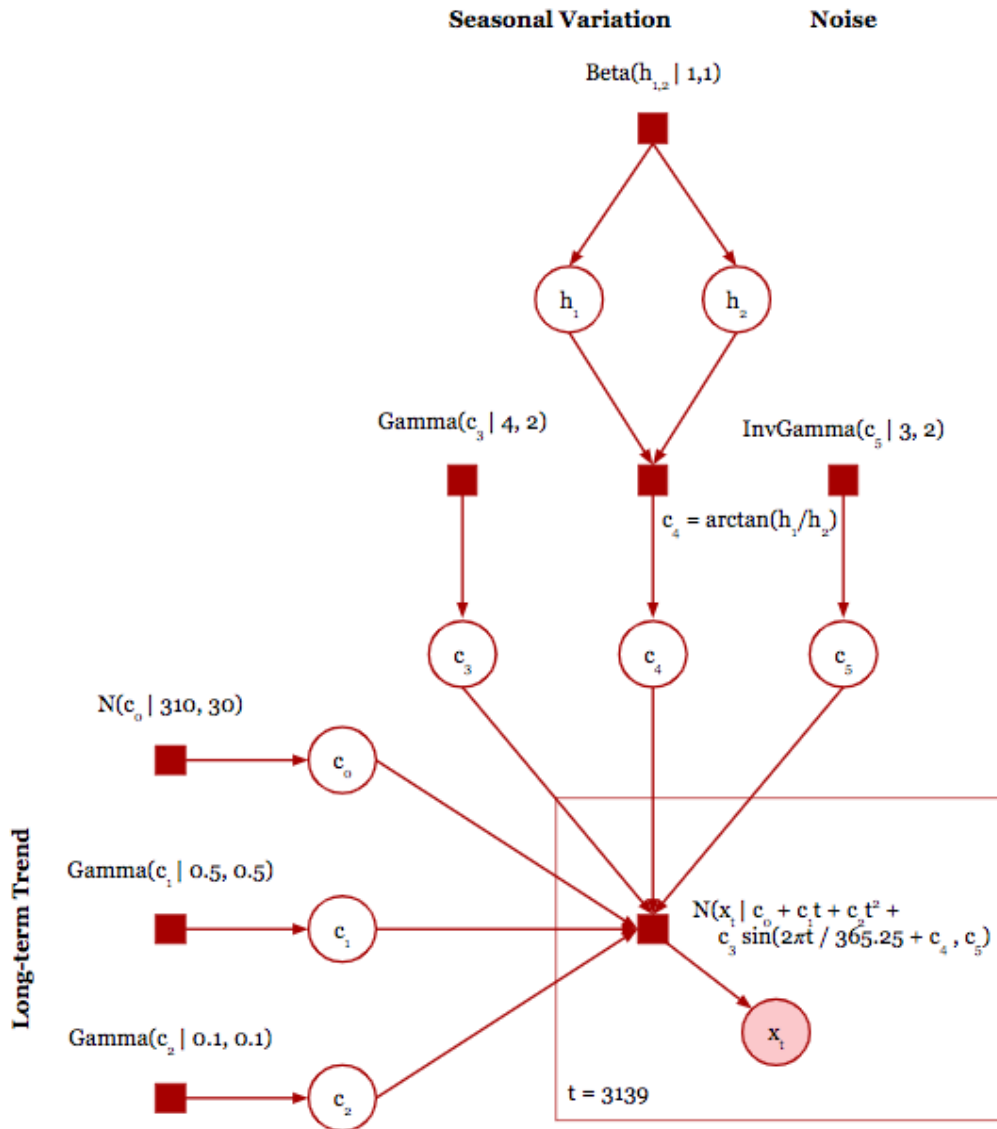 Seasonal Variation
Noise
Beta(h₁,₂ | 1,1)
h₁
h₂
Gamma(c₃ | 4, 2)
InvGamma(c₅ | 3, 2)
c₄ = arctan(h₁/h₂)
c₃
c₄
c₅
N(c₀ | 310, 30)
c₀
Long-term Trend
Gamma(c₁ | 0.5, 0.5)
c₁
N(xₜ | c₀ + c₁t + c₂t² +
c₃ sin(2πt / 365.25 + c₄ , c₅)
xₜ
Gamma(c₂ | 0.1, 0.1)
c₂
t = 3139